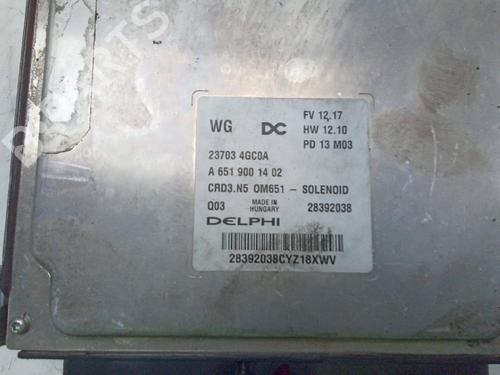 WG DC FV 12.17
HW 12.10
PD 13 M03
23703 4GC0A
A 651 900 14 02
CRD3.N5 OM651 - SOLENOID
Q03 MADE IN HUNGARY 28392038
DELPHI
28392038CYZ18XWV